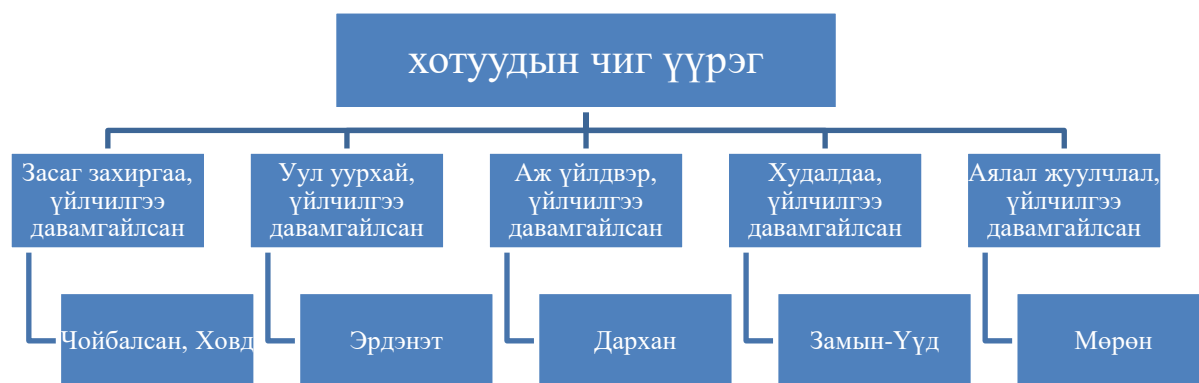 хотуудын чиг үүрэг
Засаг захиргаа,
үйлчилгээ
давамгайлсан
Уул уурхай,
үйлчилгээ
давамгайлсан
Аж үйлдвэр,
үйлчилгээ
давамгайлсан
Худалдаа,
үйлчилгээ
давамгайлсан
Аялал жуулчлал,
үйлчилгээ
давамгайлсан
Чойбалсан, Ховд
Эрдэнэт
Дархан
Замын-Үүд
Мөрөн